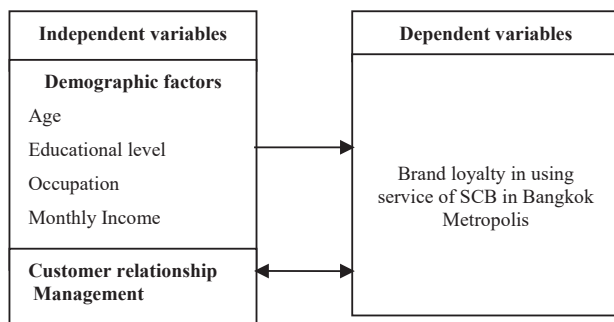 Independent variables
Demographic factors
Age
Educational level
Occupation
Monthly Income
Customer relationship
Management
Dependent variables
Brand loyalty in using
service of SCB in Bangkok
Metropolis